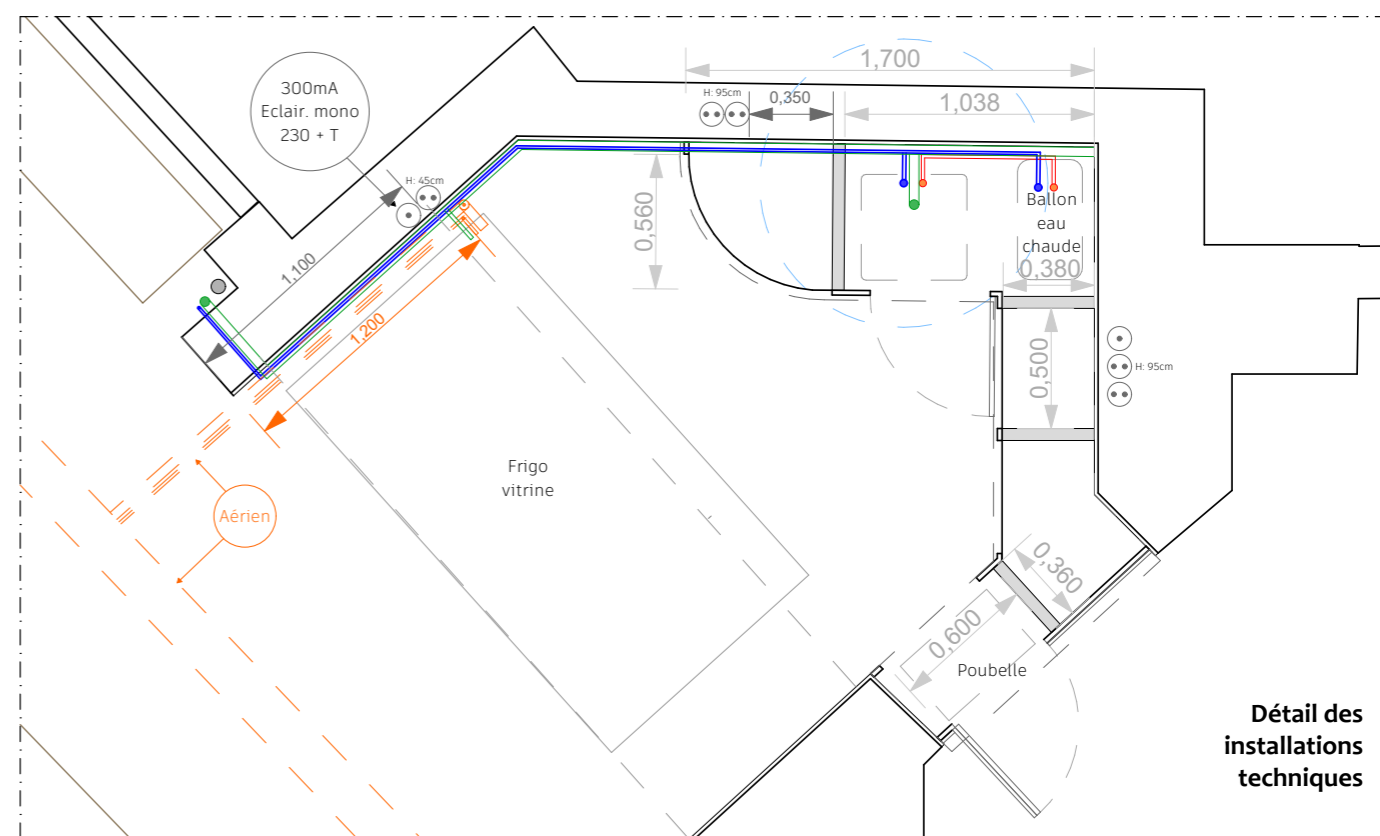 300mA
Eclair. mono
230 + T
1,700
H: 95cm
0,350
1,038
H: 45cm
0,560
1,100
Ballon
eau
chaude
0,380
1,200
0,500
H: 95cm
Frigo
vitrine
Aérien
0,360
0,600
Poubelle
Détail des
installations
techniques